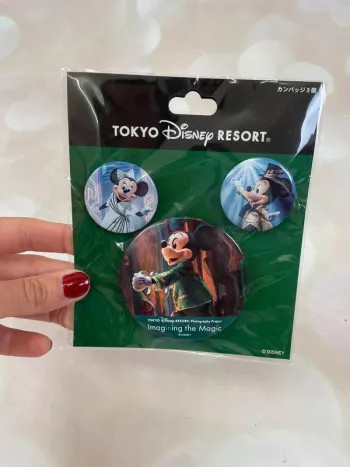 カンバッジ3個
TOKYO Disney RESORT®
TOKYO DISNEY RESORT® Photography Project
Imagining the Magic
©DISNEY